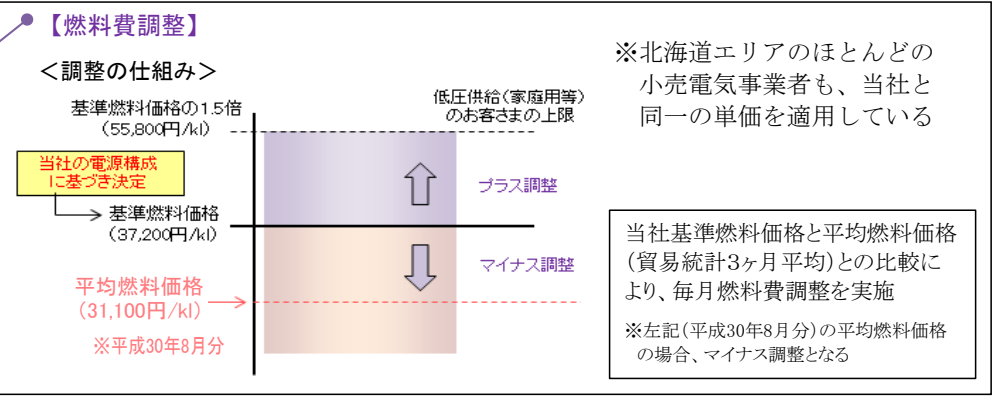 【燃料費調整】
＜調整の仕組み＞
基準燃料価格の1.5倍
（55,800円/kl）
低圧供給（家庭用等）
のお客さまの上限
当社の電源構成
に基づき決定
プラス調整
基準燃料価格
（37,200円/kl）
マイナス調整
平均燃料価格
（31,100円/kl）
※平成30年8月分
※北海道エリアのほとんどの
小売電気事業者も、当社と
同一の単価を適用している
当社基準燃料価格と平均燃料価格
（貿易統計3ヶ月平均）との比較に
より、毎月燃料費調整を実施
※左記（平成30年8月分）の平均燃料価格
の場合、マイナス調整となる